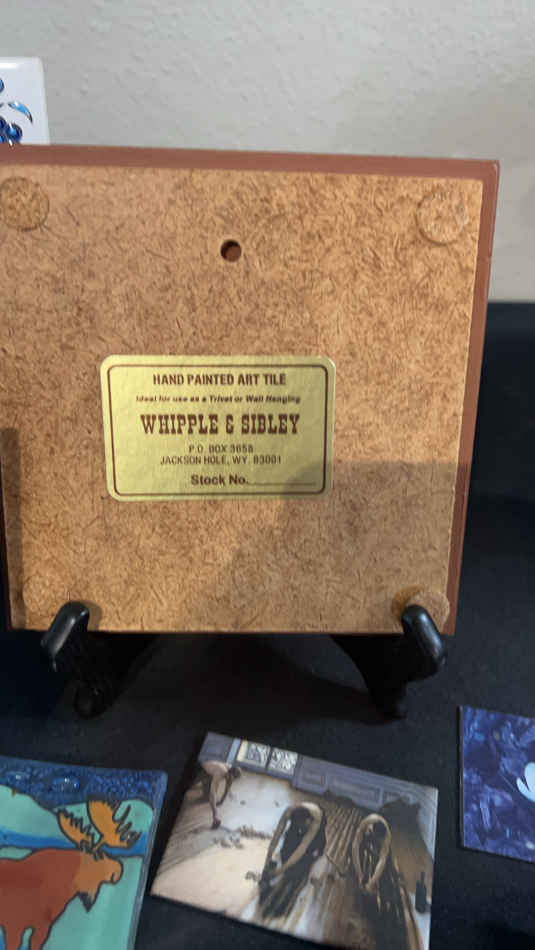 HAND PAINTED ART TILE
Ideal for use as a Trivet or Wall Hanging
WHIPPLE & SIBLEY
P.O. BOX 3658
JACKSON HOLE, WY. 83001
Stock No.